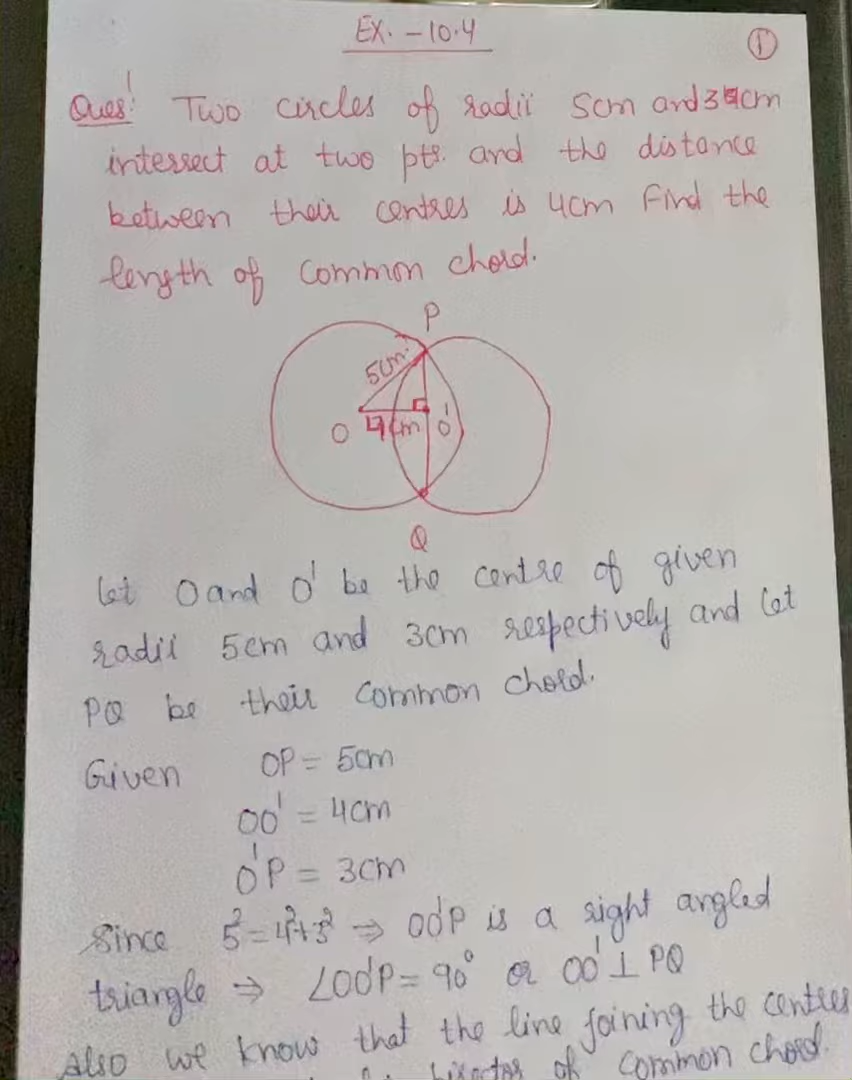 EX. - 10.4
①
Ques! 1 Two circles of radii 5cm and 3cm
intersect at two pts. and the distance
between their centres is 4cm Find the
length of common chord.
P
5cm
O 4cm O'
Q
let O and O' be the centre of given
radii 5cm and 3cm respectively and let
PQ be their common chord.
Given OP = 5cm
OO' = 4cm
O'P = 3cm
Since 5² = 4² + 3² ⇒ OO'P is a right angled
triangle ⇒ ∠OO'P = 90° or OO' ⊥ PQ
Also we know that the line joining the centres
bisector of common chord.